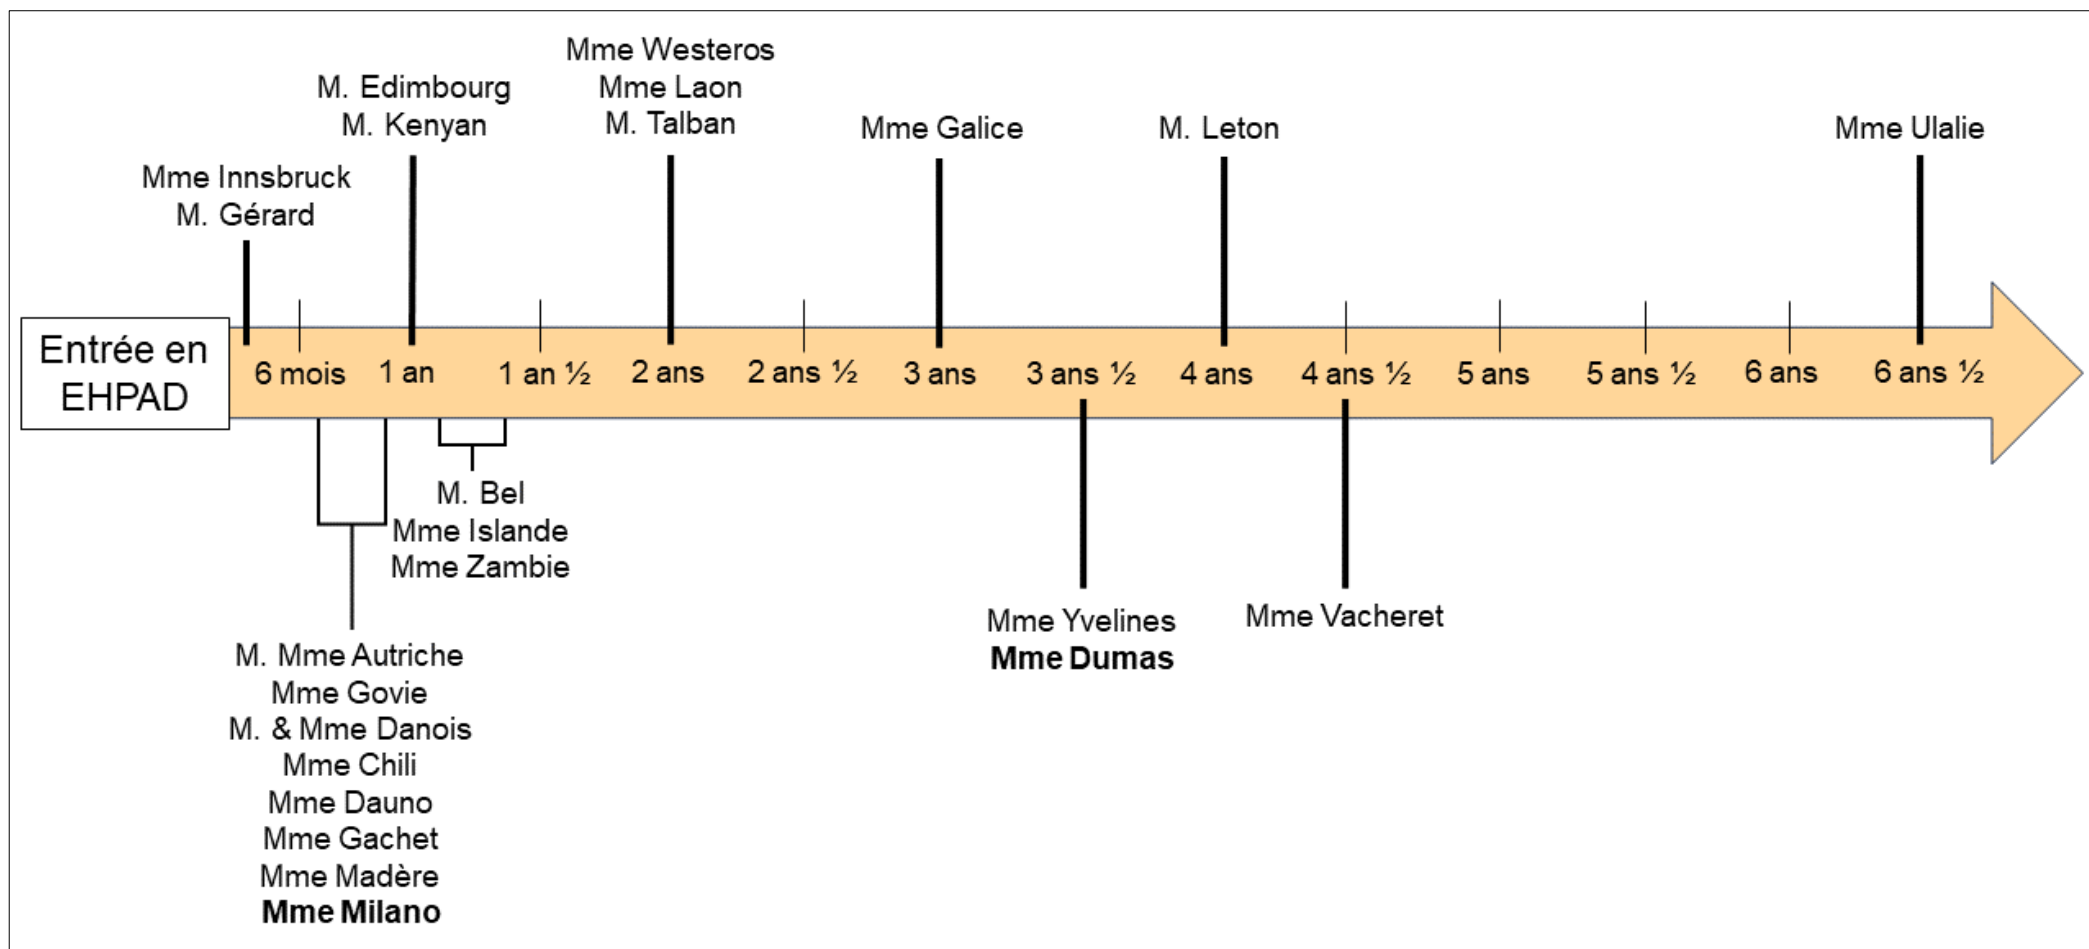 Mme Westeros
Mme Laon
M. Talban
M. Edimbourg
M. Kenyan
Mme Galice
M. Leton
Mme Ulalie
Mme Innsbruck
M. Gérard
Entrée en
EHPAD
6 mois
1 an
1 an ½
2 ans
2 ans ½
3 ans
3 ans ½
4 ans
4 ans ½
5 ans
5 ans ½
6 ans
6 ans ½
M. Bel
Mme Islande
Mme Zambie
Mme Yvelines
Mme Dumas
Mme Vacheret
M. Mme Autriche
Mme Govie
M. & Mme Danois
Mme Chili
Mme Dauno
Mme Gachet
Mme Madère
Mme Milano